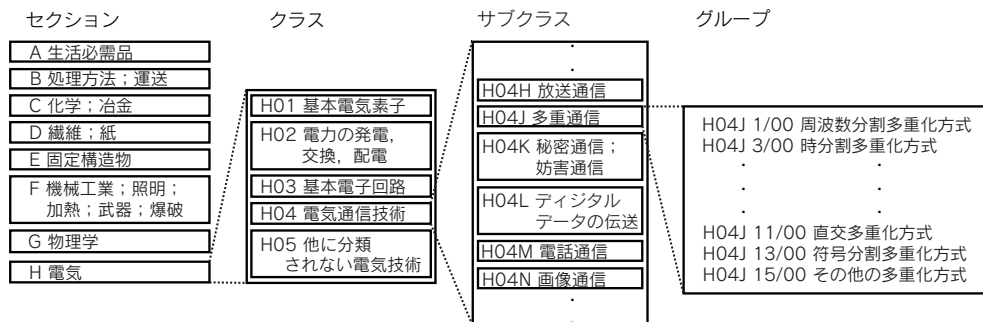 セクション
クラス
サブクラス
グループ
A 生活必需品
B 処理方法；運送
C 化学；冶金
D 繊維；紙
E 固定構造物
F 機械工業；照明；
加熱；武器；爆破
G 物理学
H 電気
H01 基本電気素子
H02 電力の発電，
交換，配電
H03 基本電子回路
H04 電気通信技術
H05 他に分類
されない電気技術
H04H 放送通信
H04J 多重通信
H04K 秘密通信；
妨害通信
H04L ディジタル
データの伝送
H04M 電話通信
H04N 画像通信
H04J 1/00 周波数分割多重化方式
H04J 3/00 時分割多重化方式
H04J 11/00 直交多重化方式
H04J 13/00 符号分割多重化方式
H04J 15/00 その他の多重化方式